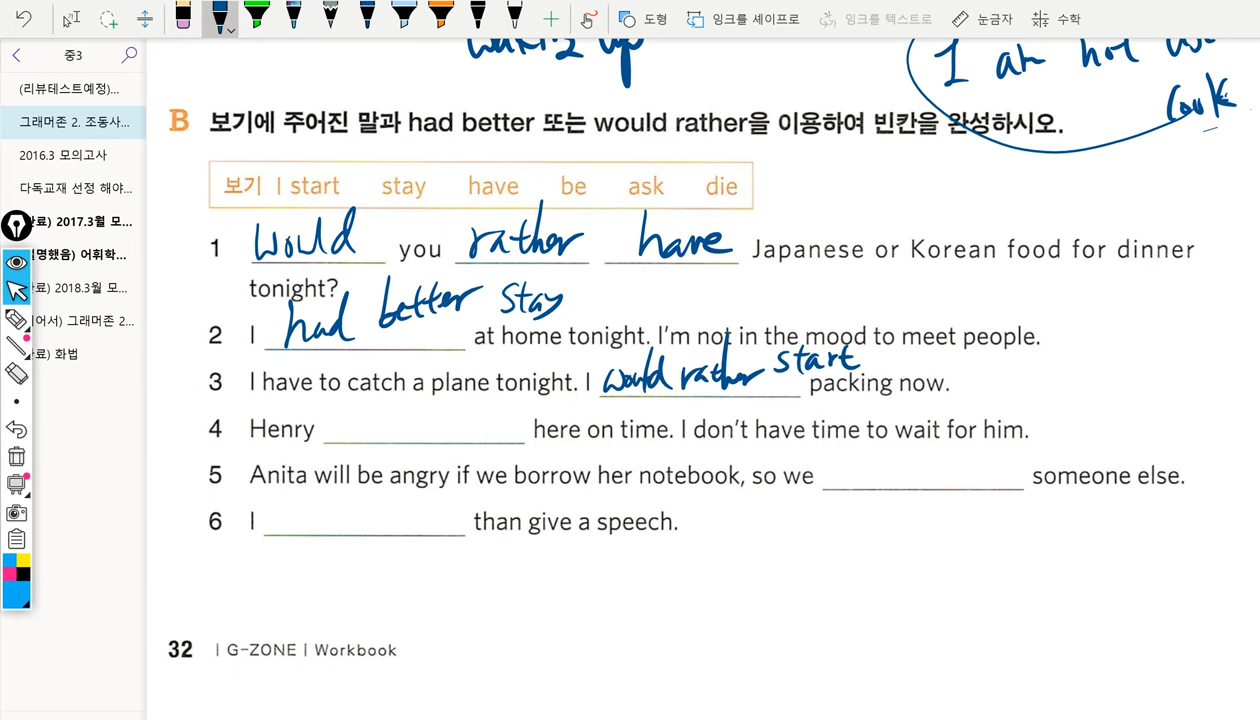 도형 잉크를 셰이프로 잉크를 텍스트로 눈금자 수학
중3
(리뷰테스트예정)...
그래머존 2. 조동사...
2016.3 모의고사
다독교재 선정 해야...
료) 2017.3월 모...
명했음) 어휘학...
료) 2018.3월 모...
어서) 그래머존 2...
료) 화법
up
I am not
cook
B 보기에 주어진 말과 had better 또는 would rather을 이용하여 빈칸을 완성하시오.
보기 | start stay have be ask die
1 would you rather have Japanese or Korean food for dinner
tonight?
2 I had better stay at home tonight. I'm not in the mood to meet people.
3 I have to catch a plane tonight. I would rather start packing now.
4 Henry here on time. I don't have time to wait for him.
5 Anita will be angry if we borrow her notebook, so we someone else.
6 I than give a speech.
32 | G-ZONE | Workbook